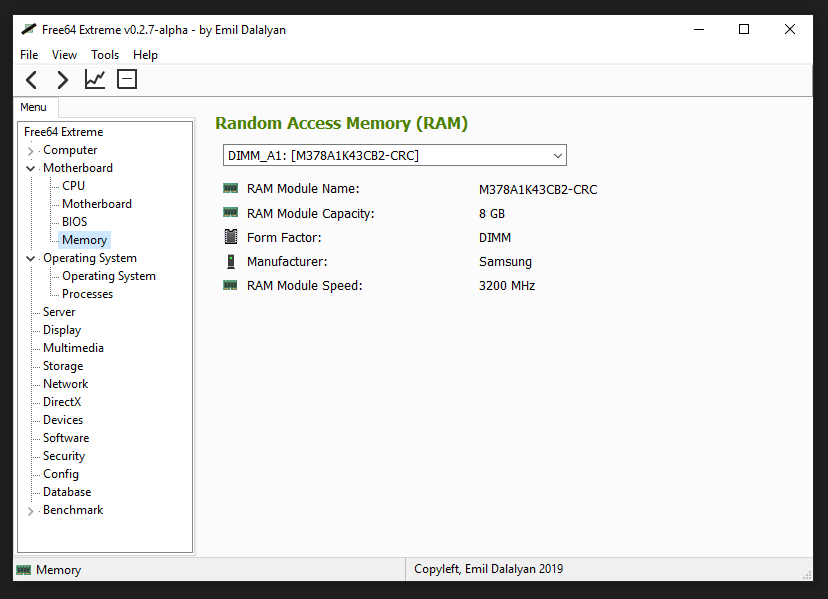 Free64 Extreme v0.2.7-alpha - by Emil Dalalyan
File View Tools Help
Menu
Free64 Extreme
Computer
Motherboard
CPU
Motherboard
BIOS
Memory
Operating System
Operating System
Processes
Server
Display
Multimedia
Storage
Network
DirectX
Devices
Software
Security
Config
Database
Benchmark
Random Access Memory (RAM)
DIMM_A1: [M378A1K43CB2-CRC]
RAM Module Name: M378A1K43CB2-CRC
RAM Module Capacity: 8 GB
Form Factor: DIMM
Manufacturer: Samsung
RAM Module Speed: 3200 MHz
Memory
Copyleft, Emil Dalalyan 2019